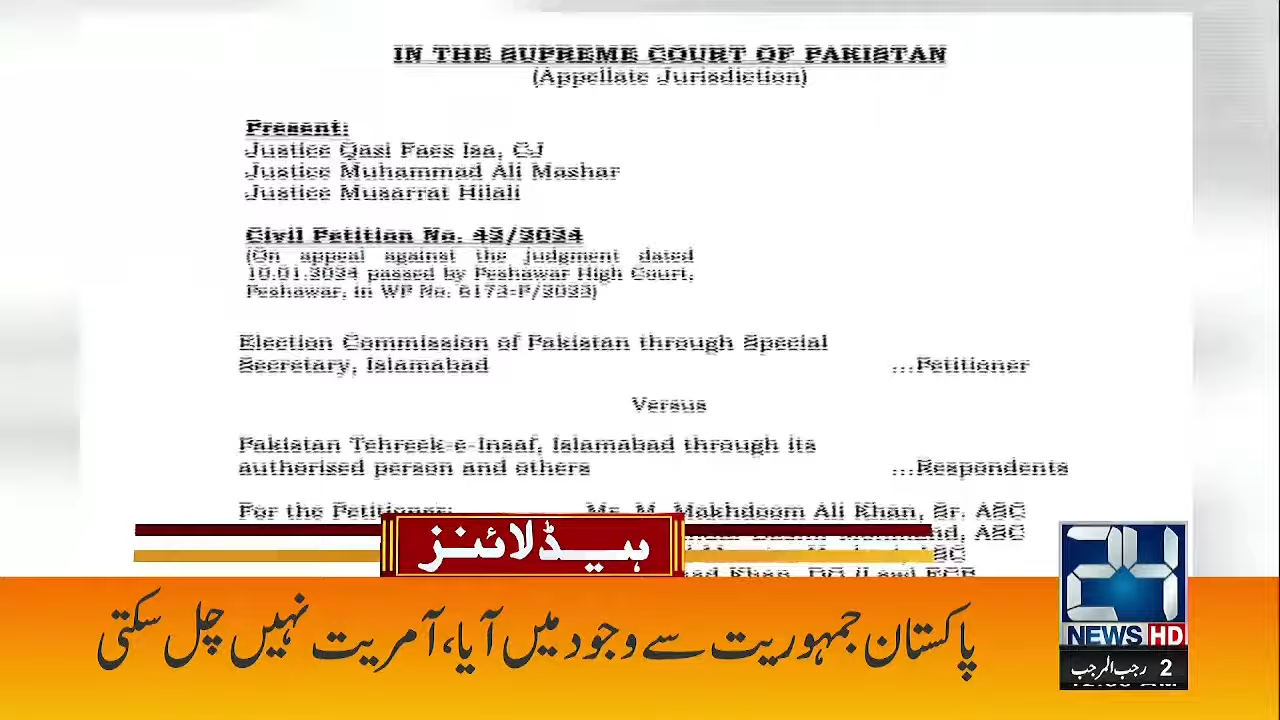 IN THE SUPREME COURT OF PAKISTAN
(Appellate Jurisdiction)
Present:
Justice Qazi Faez Isa, CJ
Justice Muhammad Ali Mazhar
Justice Musarrat Hilali
Civil Petition No. 42/2024
(On appeal against the judgment dated
10.01.2024 passed by Peshawar High Court,
Peshawar, in WP No. 6173-P/2023)
Election Commission of Pakistan through Special
Secretary, Islamabad ...Petitioner
Versus
Pakistan Tehreek-e-Insaf, Islamabad through its
authorised person and others ...Respondents
For the Petitioner: Mr. M. Makhdoom Ali Khan, Sr. ASC
ASC
ASC
ہیڈلائنز
پاکستان جمہوریت سے وجود میں آیا، آمریت نہیں چل سکتی
24
NEWS HD
2 رجب المرجب